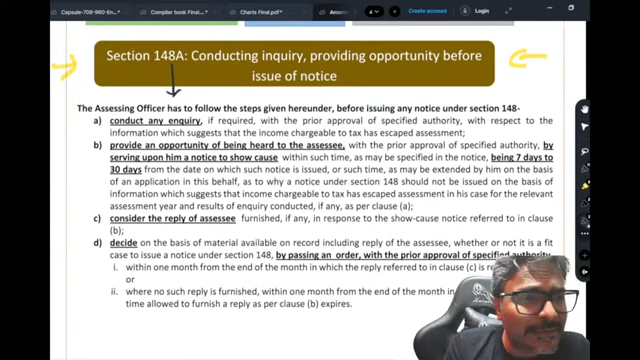 Capsule-709-960-Eng
Compiler book Final...
Charts Final*.pdf
Section 148A: Conducting inquiry, providing opportunity before
issue of notice
The Assessing Officer has to follow the steps given hereunder, before issuing any notice under section 148-
a) conduct any enquiry, if required, with the prior approval of specified authority, with respect to
the information which suggests that the income chargeable to tax has escaped assessment;
b) provide an opportunity of being heard to the assessee, with the prior approval of specified authority, by
serving upon him a notice to show cause within such time, as may be specified in the notice, being 7 days to
30 days from the date on which such notice is issued, or such time, as may be extended by him on the basis
of an application in this behalf, as to why a notice under section 148 should not be issued on the basis of
information which suggests that income chargeable to tax has escaped assessment in his case for the relevant
assessment year and results of enquiry conducted, if any, as per clause (a);
c) consider the reply of assessee furnished, if any, in response to the show-cause notice referred to in clause
(b);
d) decide on the basis of material available on record including reply of the assessee, whether or not it is a fit
case to issue a notice under section 148, by passing an order, with the prior approval of specified authority
i. within one month from the end of the month in which the reply referred to in clause (c) is
or
ii. where no such reply is furnished, within one month from the end of the month in
time allowed to furnish a reply as per clause (b) expires.